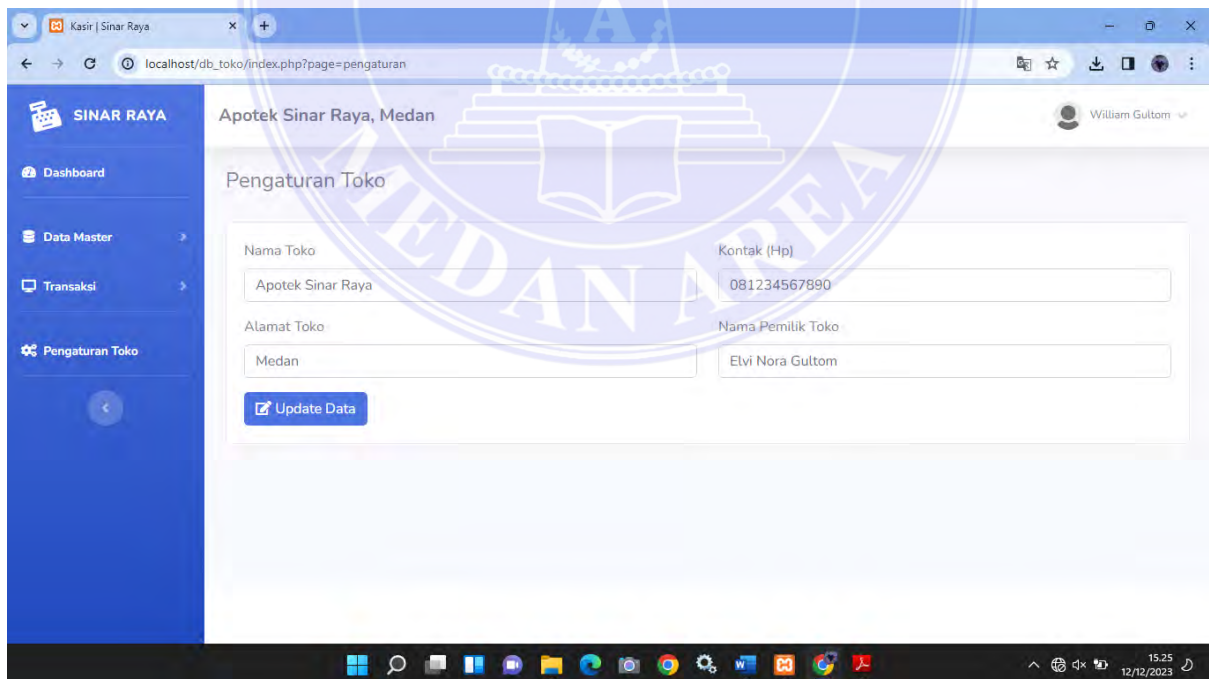 Kasir | Sinar Raya
localhost/db_toko/index.php?page=pengaturan
SINAR RAYA
Apotek Sinar Raya, Medan
William Gultom
Dashboard
Pengaturan Toko
Data Master
Transaksi
Pengaturan Toko
Nama Toko
Kontak (Hp)
Apotek Sinar Raya
081234567890
Alamat Toko
Nama Pemilik Toko
Medan
Elvi Nora Gultom
Update Data
A
MEDAN AREA
15.25
12/12/2023